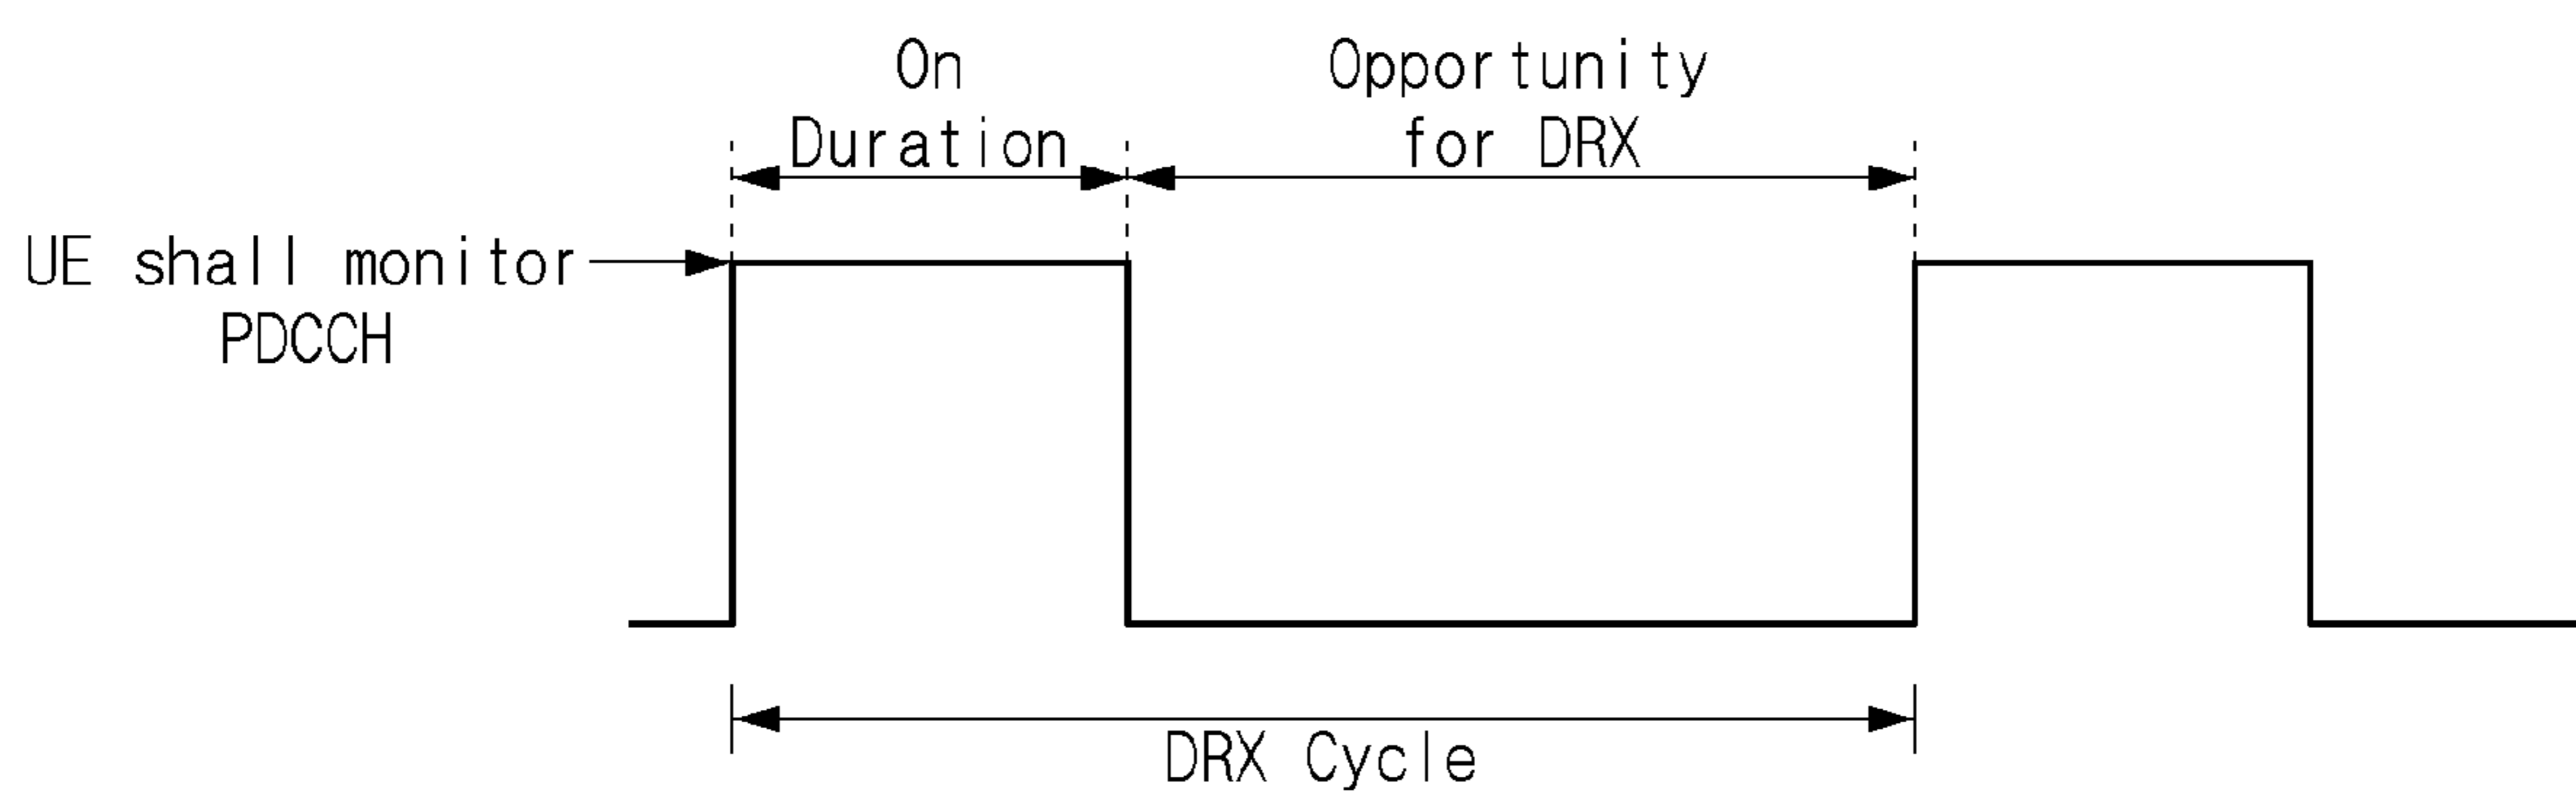 On
Duration
Opportunity
for DRX
UE shall monitor
PDCCH
DRX Cycle